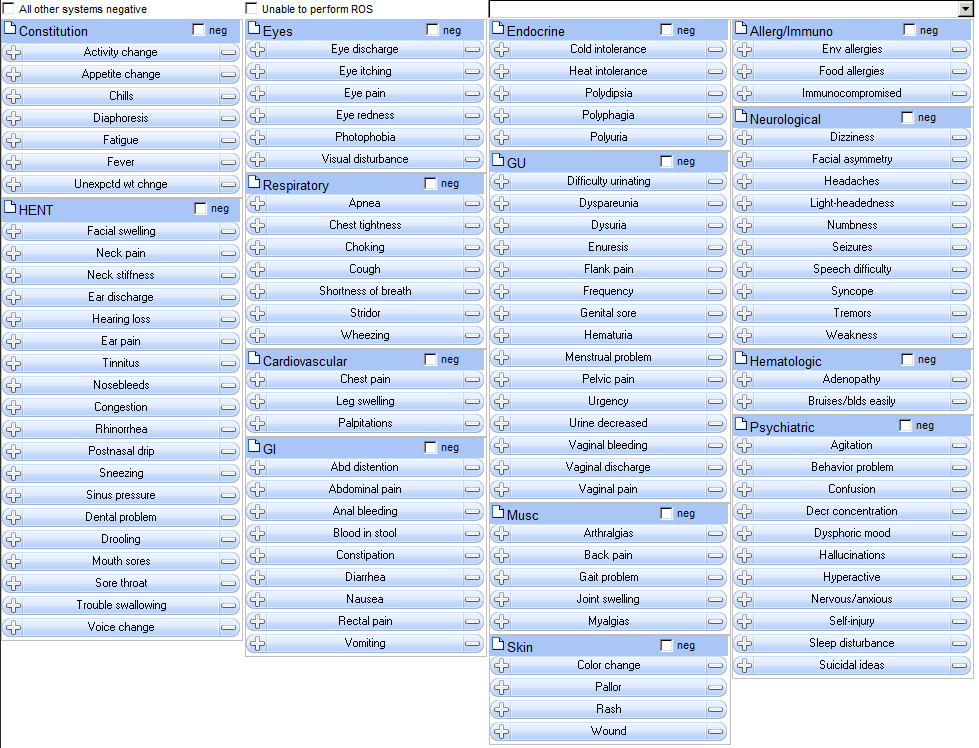 All other systems negative
Unable to perform ROS
Constitution neg
Activity change
Appetite change
Chills
Diaphoresis
Fatigue
Fever
Unexpctd wt chnge
HENT neg
Facial swelling
Neck pain
Neck stiffness
Ear discharge
Hearing loss
Ear pain
Tinnitus
Nosebleeds
Congestion
Rhinorrhea
Postnasal drip
Sneezing
Sinus pressure
Dental problem
Drooling
Mouth sores
Sore throat
Trouble swallowing
Voice change
Eyes neg
Eye discharge
Eye itching
Eye pain
Eye redness
Photophobia
Visual disturbance
Respiratory neg
Apnea
Chest tightness
Choking
Cough
Shortness of breath
Stridor
Wheezing
Cardiovascular neg
Chest pain
Leg swelling
Palpitations
GI neg
Abd distention
Abdominal pain
Anal bleeding
Blood in stool
Constipation
Diarrhea
Nausea
Rectal pain
Vomiting
Endocrine neg
Cold intolerance
Heat intolerance
Polydipsia
Polyphagia
Polyuria
GU neg
Difficulty urinating
Dyspareunia
Dysuria
Enuresis
Flank pain
Frequency
Genital sore
Hematuria
Menstrual problem
Pelvic pain
Urgency
Urine decreased
Vaginal bleeding
Vaginal discharge
Vaginal pain
Musc neg
Arthralgias
Back pain
Gait problem
Joint swelling
Myalgias
Skin neg
Color change
Pallor
Rash
Wound
Allerg/Immuno neg
Env allergies
Food allergies
Immunocompromised
Neurological neg
Dizziness
Facial asymmetry
Headaches
Light-headedness
Numbness
Seizures
Speech difficulty
Syncope
Tremors
Weakness
Hematologic neg
Adenopathy
Bruises/blds easily
Psychiatric neg
Agitation
Behavior problem
Confusion
Decr concentration
Dysphoric mood
Hallucinations
Hyperactive
Nervous/anxious
Self-injury
Sleep disturbance
Suicidal ideas